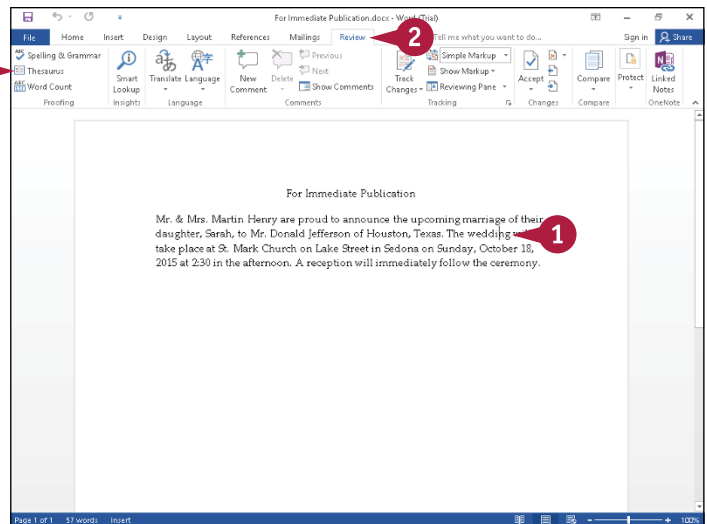 For Immediate Publication.docx - Word (Trial)
File Home Insert Design Layout References Mailings Review Tell me what you want to do... Sign in Share
2
Spelling & Grammar
Thesaurus
ABC
123
Word Count
Proofing
Smart
Lookup
Insights
Translate Language
Language
New
Comment
Delete
Previous
Next
Show Comments
Comments
Track
Changes
Simple Markup
Show Markup
Reviewing Pane
Tracking
Accept
Changes
Compare
Compare
Protect
Linked
Notes
OneNote
For Immediate Publication
Mr. & Mrs. Martin Henry are proud to announce the upcoming marriage of their
daughter, Sarah, to Mr. Donald Jefferson of Houston, Texas. The wedding
1
take place at St. Mark Church on Lake Street in Sedona on Sunday, October 18,
2015 at 2:30 in the afternoon. A reception will immediately follow the ceremony.
Page 1 of 1 57 words Insert 100%